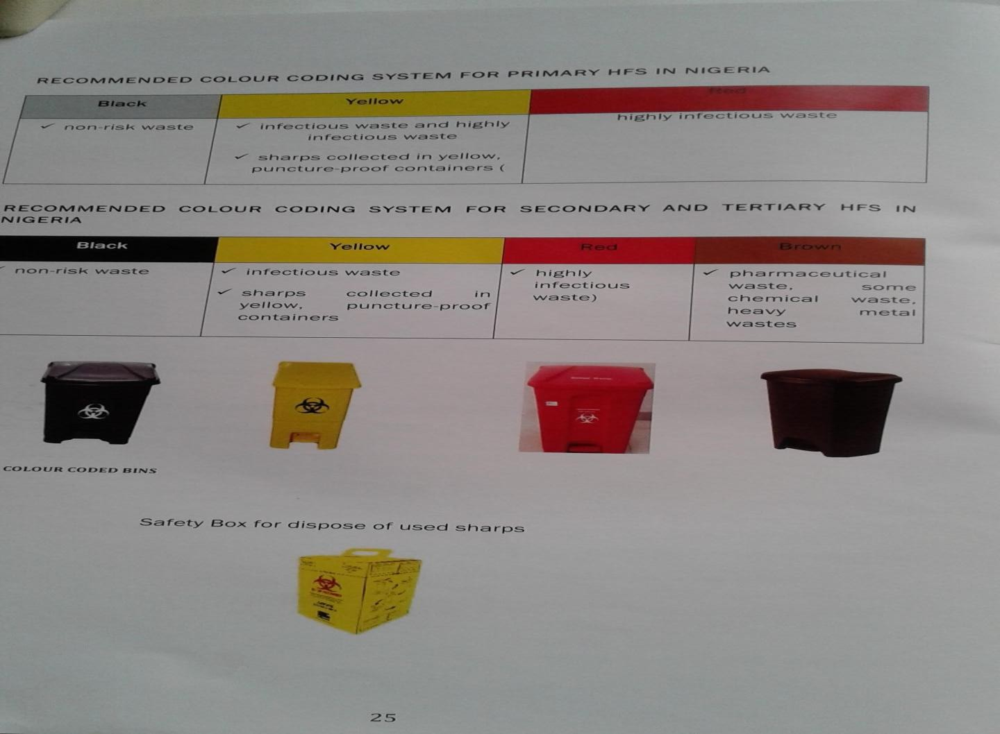 RECOMMENDED COLOUR CODING SYSTEM FOR PRIMARY HFS IN NIGERIA
Black
✓ non-risk waste
Yellow
✓ infectious waste and highly
infectious waste
✓ sharps collected in yellow,
puncture-proof containers (
Red
highly infectious waste
RECOMMENDED COLOUR CODING SYSTEM FOR SECONDARY AND TERTIARY HFS IN
NIGERIA
Black
✓ non-risk waste
Yellow
✓ infectious waste
✓ sharps collected in
yellow, puncture-proof
containers
Red
✓ highly
infectious
waste)
Brown
✓ pharmaceutical
waste, some
chemical waste,
heavy metal
wastes
COLOUR CODED BINS
Safety Box for dispose of used sharps
25